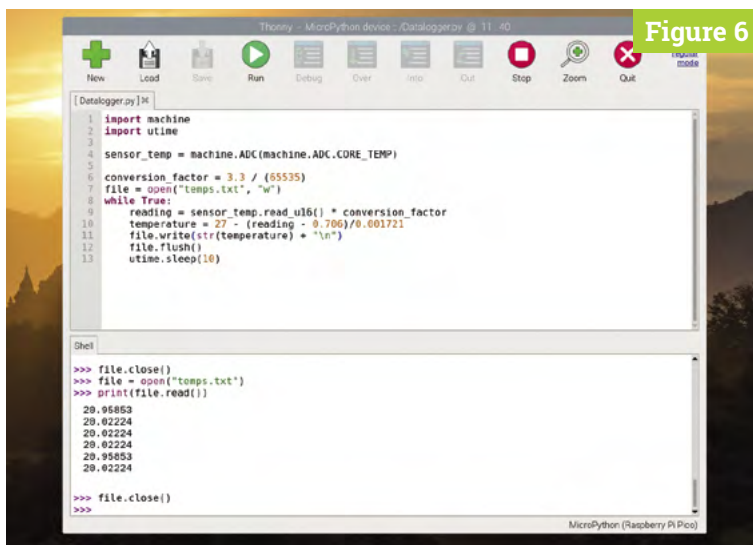 Figure 6
Thonny - MicroPython device :: /Datalogger.py @ 11 : 40
regular
mode
New Load Save Run Debug Over Into Out Stop Zoom Quit
[ Datalogger.py ] ✕
1 import machine
2 import utime
3
4 sensor_temp = machine.ADC(machine.ADC.CORE_TEMP)
5
6 conversion_factor = 3.3 / (65535)
7 file = open("temps.txt", "w")
8 while True:
9     reading = sensor_temp.read_u16() * conversion_factor
10     temperature = 27 - (reading - 0.706)/0.001721
11     file.write(str(temperature) + "\n")
12     file.flush()
13     utime.sleep(10)
Shell
>>> file.close()
>>> file = open("temps.txt")
>>> print(file.read())
20.95853
20.02224
20.02224
20.02224
20.95853
20.02224
>>> file.close()
>>>
MicroPython (Raspberry Pi Pico)